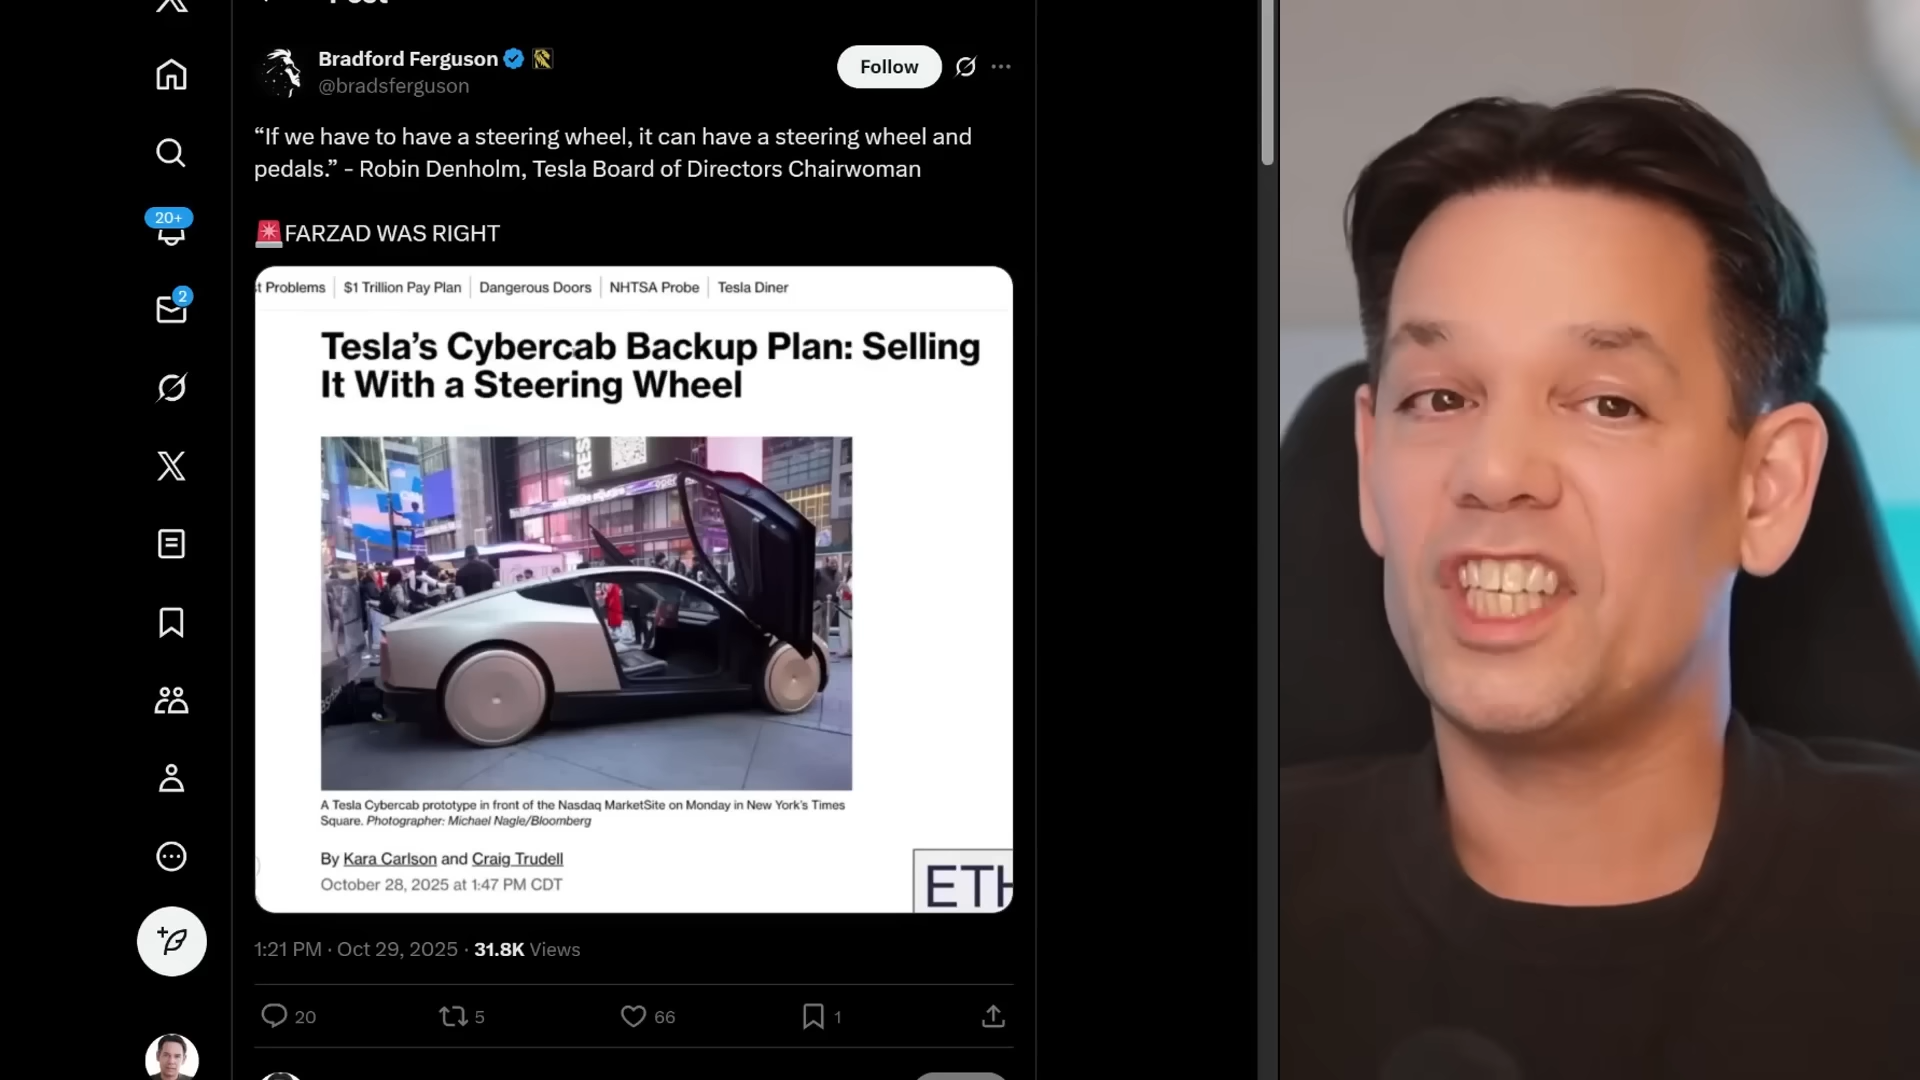 Bradford Ferguson
@bradsferguson
Follow
“If we have to have a steering wheel, it can have a steering wheel and
pedals.” - Robin Denholm, Tesla Board of Directors Chairwoman
FARZAD WAS RIGHT
20+
2
t Problems
$1 Trillion Pay Plan
Dangerous Doors
NHTSA Probe
Tesla Diner
Tesla’s Cybercab Backup Plan: Selling
It With a Steering Wheel
RES
A Tesla Cybercab prototype in front of the Nasdaq MarketSite on Monday in New York’s Times
Square. Photographer: Michael Nagle/Bloomberg
By Kara Carlson and Craig Trudell
October 28, 2025 at 1:47 PM CDT
ETH
1:21 PM · Oct 29, 2025 · 31.8K Views
20
5
66
1